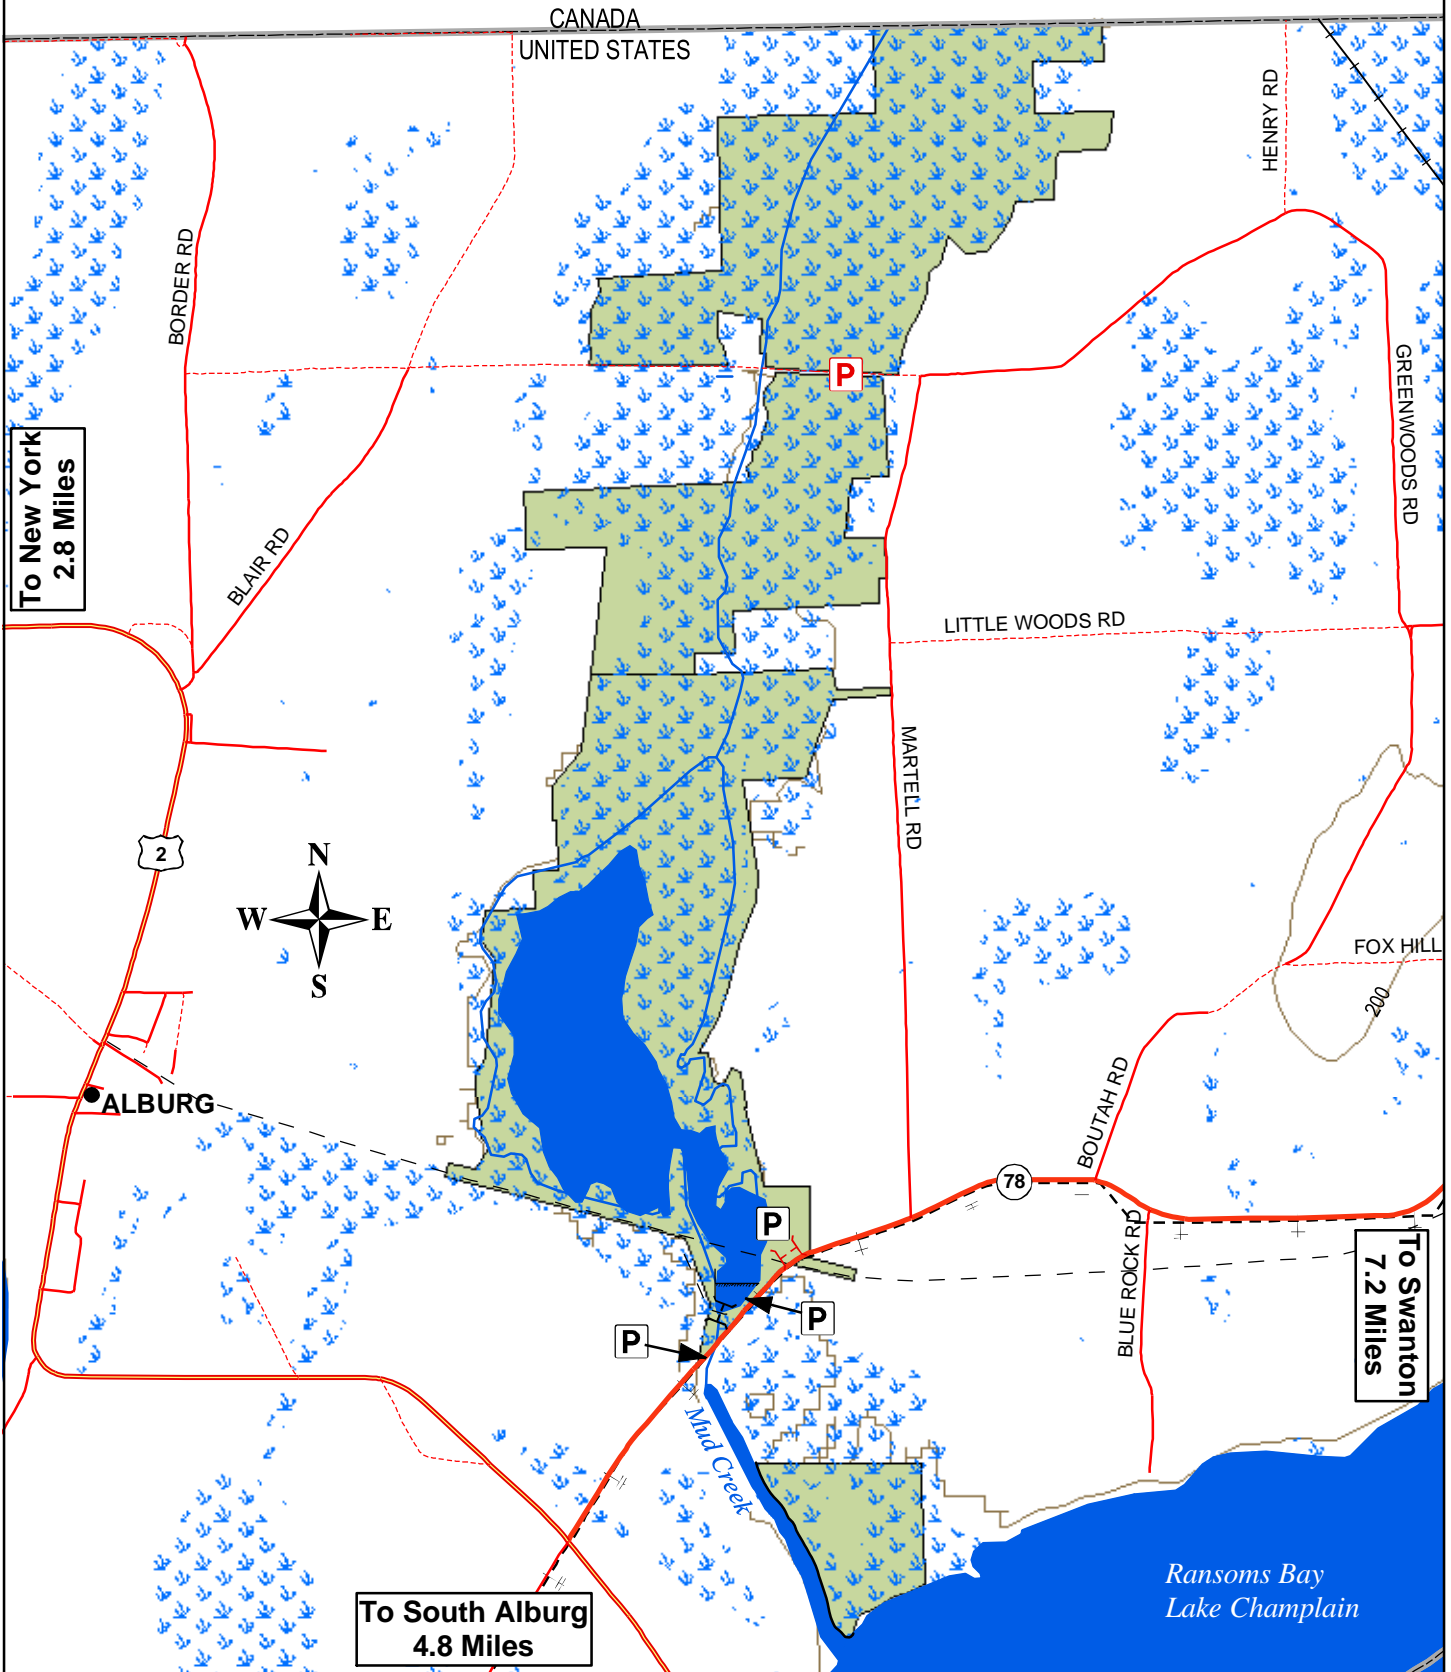 CANADA
UNITED STATES
HENRY RD
BORDER RD
P
GREENWOODS RD
To New York
2.8 Miles
BLAIR RD
LITTLE WOODS RD
MARTELL RD
2
N
W E
S
FOX HILL
200
ALBURG
BOUTAH RD
78
P
BLUE ROCK RD
To Swanton
7.2 Miles
P
P
Mud Creek
Ransoms Bay
Lake Champlain
To South Alburg
4.8 Miles